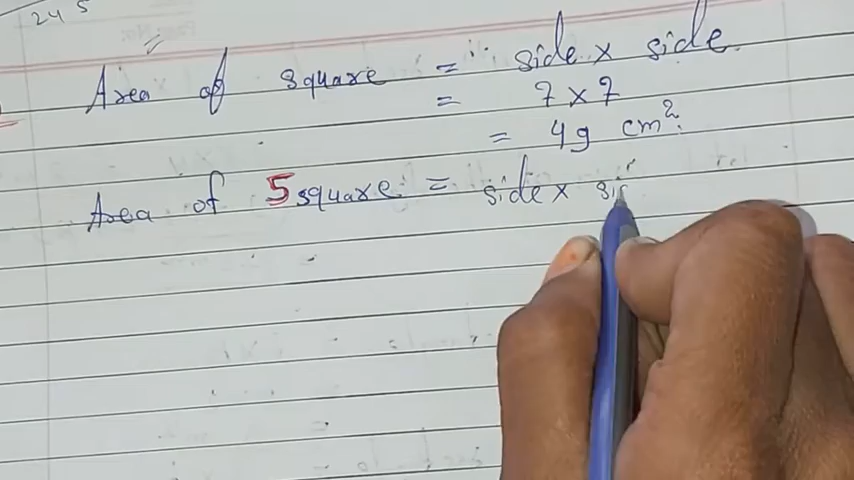 245
Area of square = side x side
= 7 x 7
= 49 cm².
Area of 5 square = side x si